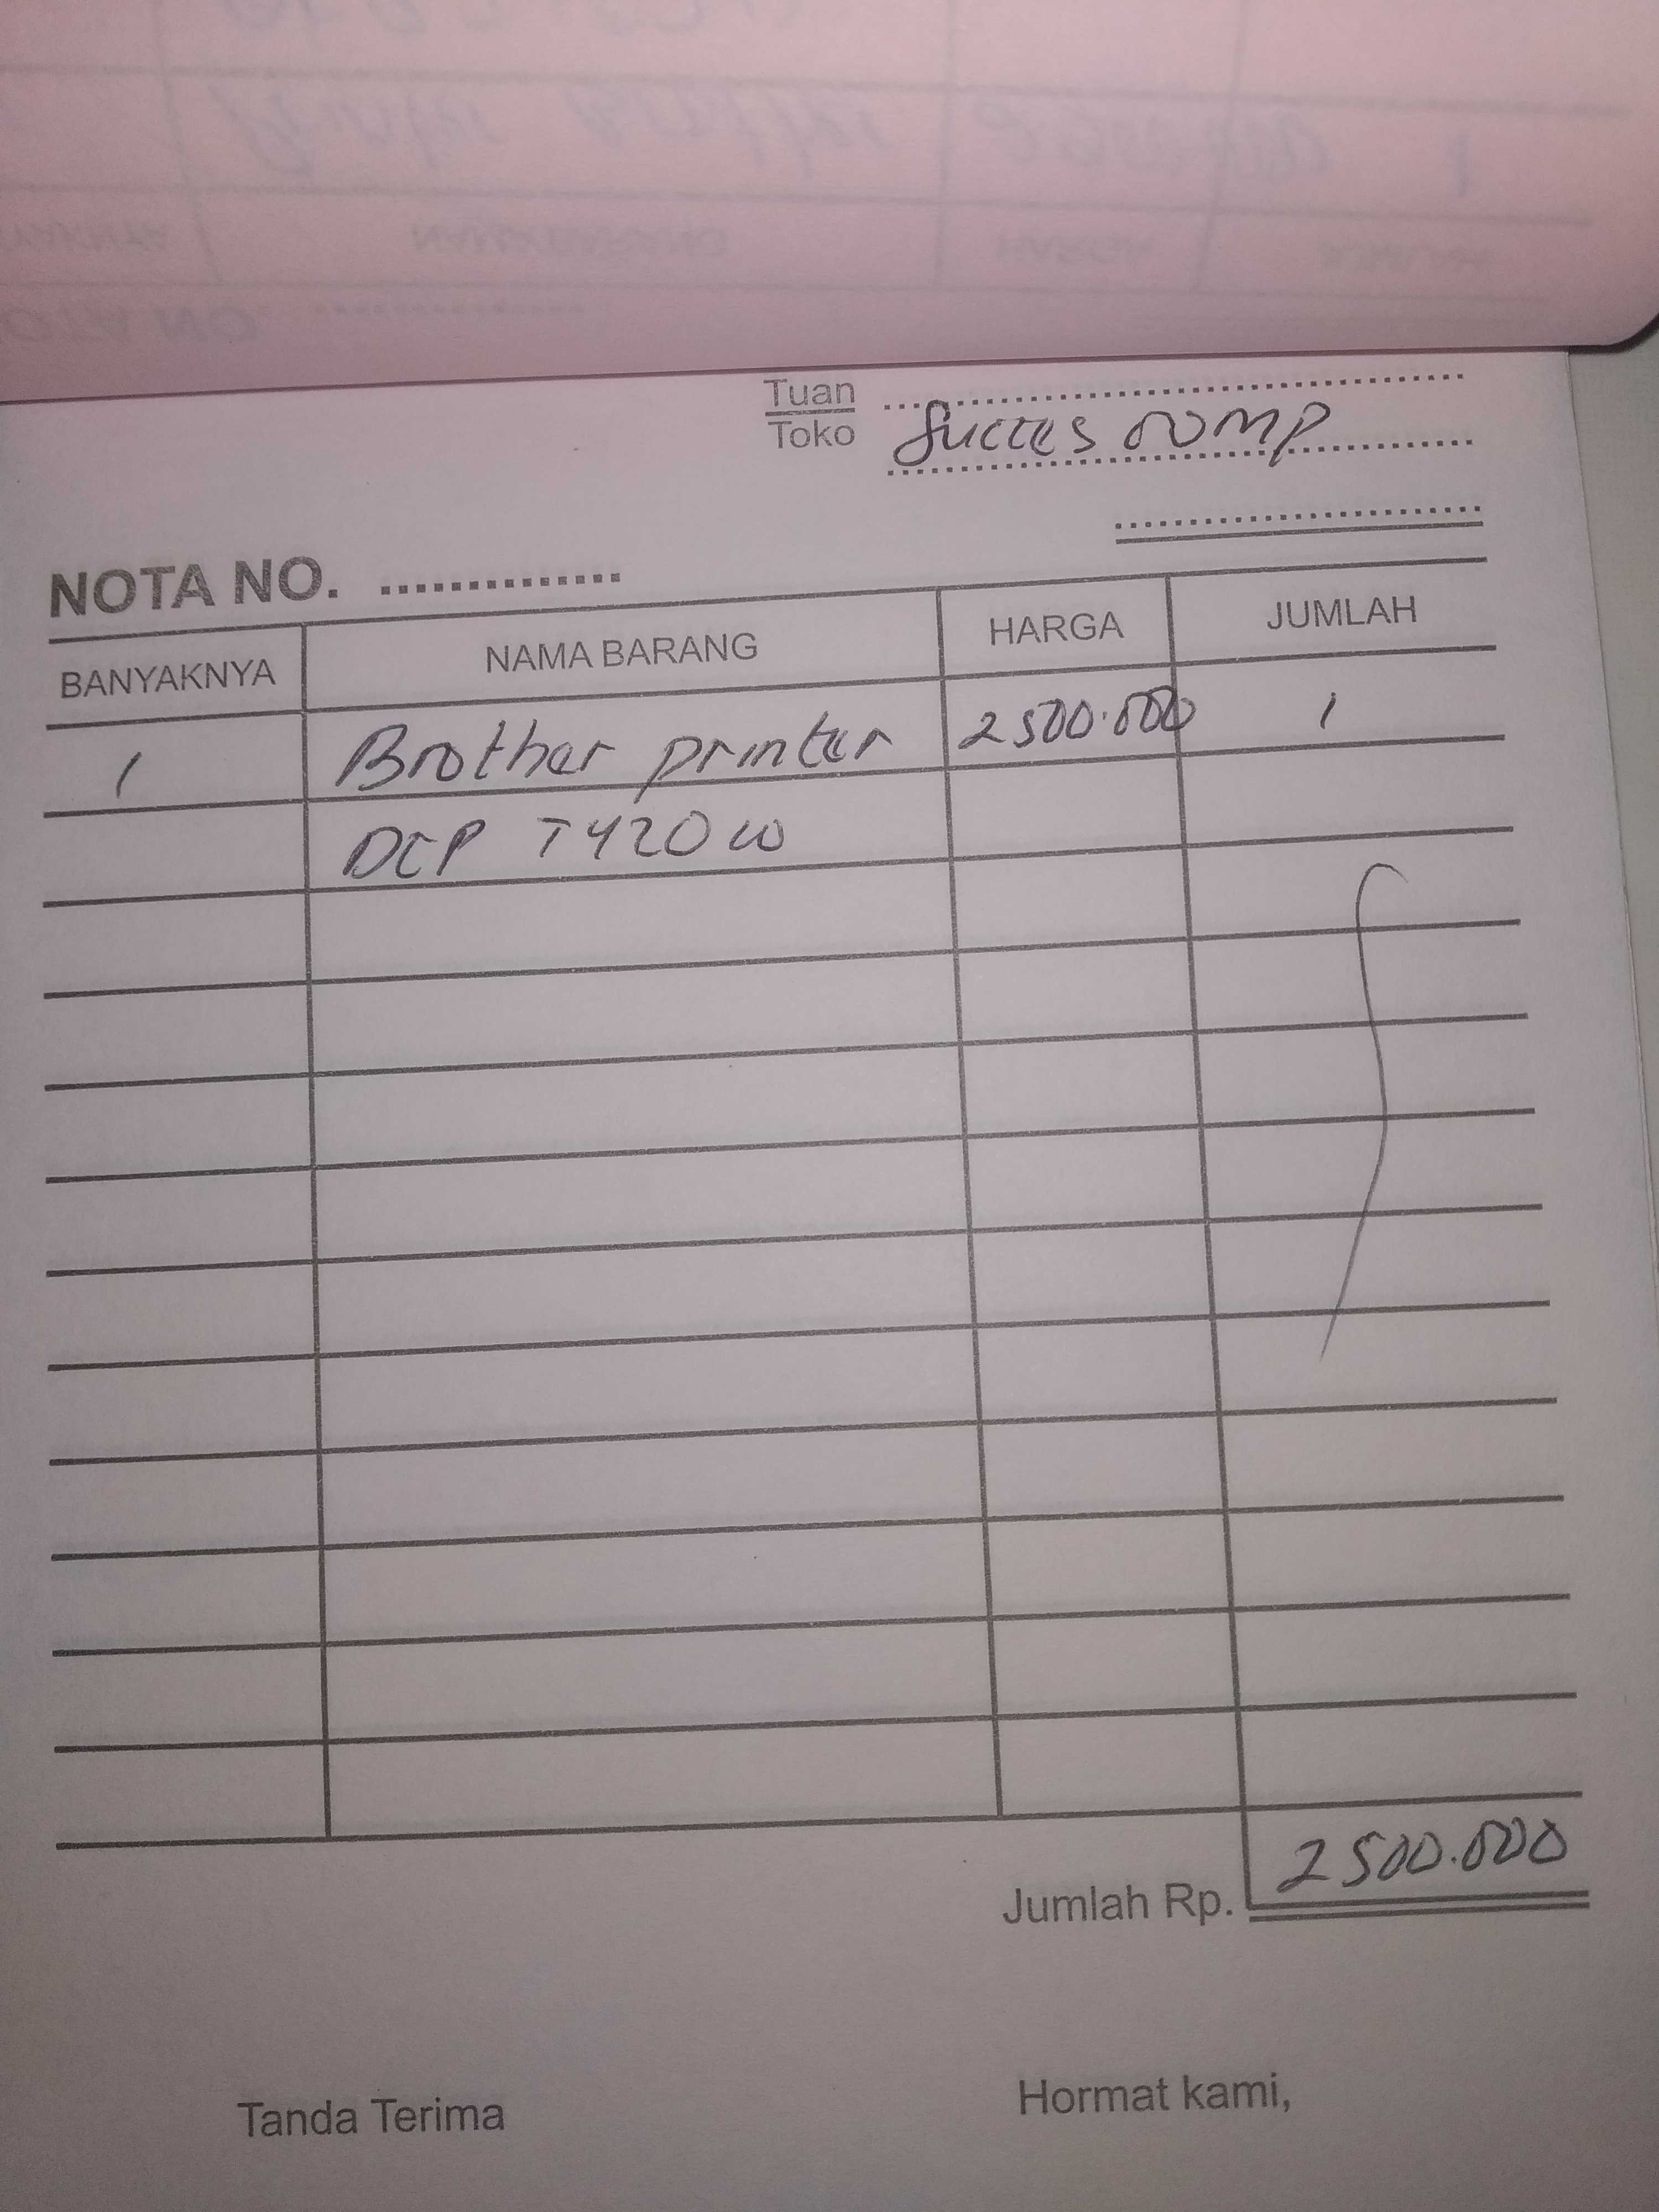 Tuan
Toko Succes comp
NOTA NO. ..............
BANYAKNYA NAMA BARANG HARGA JUMLAH
1 Brother printer 2500.000 1
DCP T420W
Jumlah Rp. 2500.000
Tanda Terima Hormat kami,